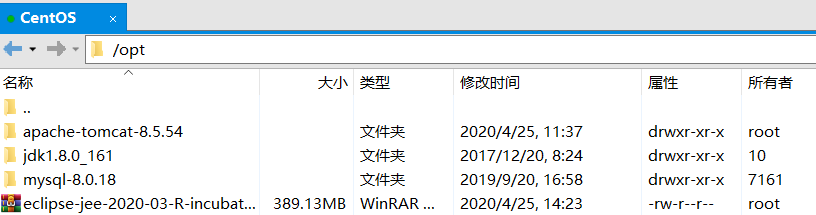 CentOS ×
/opt
名称 大小 类型 修改时间 属性 所有者
..
apache-tomcat-8.5.54 文件夹 2020/4/25, 11:37 drwxr-xr-x root
jdk1.8.0_161 文件夹 2017/12/20, 8:24 drwxr-xr-x 10
mysql-8.0.18 文件夹 2019/9/20, 16:58 drwxr-xr-x 7161
eclipse-jee-2020-03-R-incubat... 389.13MB WinRAR ... 2020/4/25, 14:23 -rw-r--r-- root